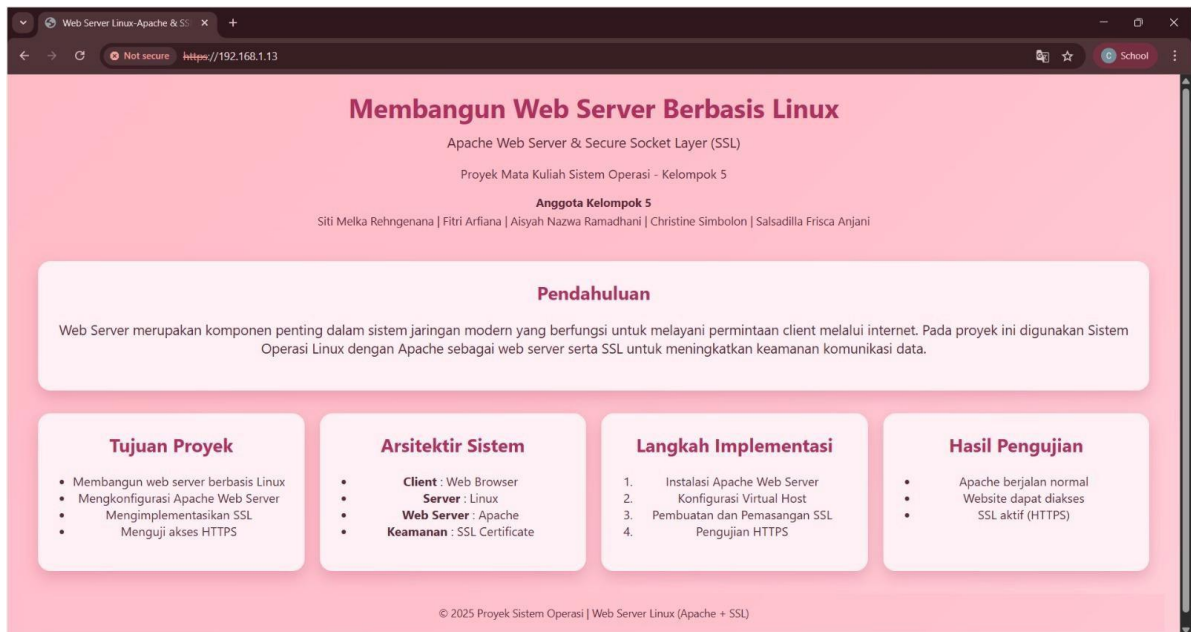 Web Server Linux-Apache & SS
Not secure https://192.168.1.13
C School
Membangun Web Server Berbasis Linux
Apache Web Server & Secure Socket Layer (SSL)
Proyek Mata Kuliah Sistem Operasi - Kelompok 5
Anggota Kelompok 5
Siti Melka Rehngenana | Fitri Arfiana | Aisyah Nazwa Ramadhani | Christine Simbolon | Salsadilla Frisca Anjani
Pendahuluan
Web Server merupakan komponen penting dalam sistem jaringan modern yang berfungsi untuk melayani permintaan client melalui internet. Pada proyek ini digunakan Sistem
Operasi Linux dengan Apache sebagai web server serta SSL untuk meningkatkan keamanan komunikasi data.
Tujuan Proyek
• Membangun web server berbasis Linux
• Mengkonfigurasi Apache Web Server
• Mengimplementasikan SSL
• Menguji akses HTTPS
Arsitektir Sistem
• Client : Web Browser
• Server : Linux
• Web Server : Apache
• Keamanan : SSL Certificate
Langkah Implementasi
1. Instalasi Apache Web Server
2. Konfigurasi Virtual Host
3. Pembuatan dan Pemasangan SSL
4. Pengujian HTTPS
Hasil Pengujian
• Apache berjalan normal
• Website dapat diakses
• SSL aktif (HTTPS)
© 2025 Proyek Sistem Operasi | Web Server Linux (Apache + SSL)